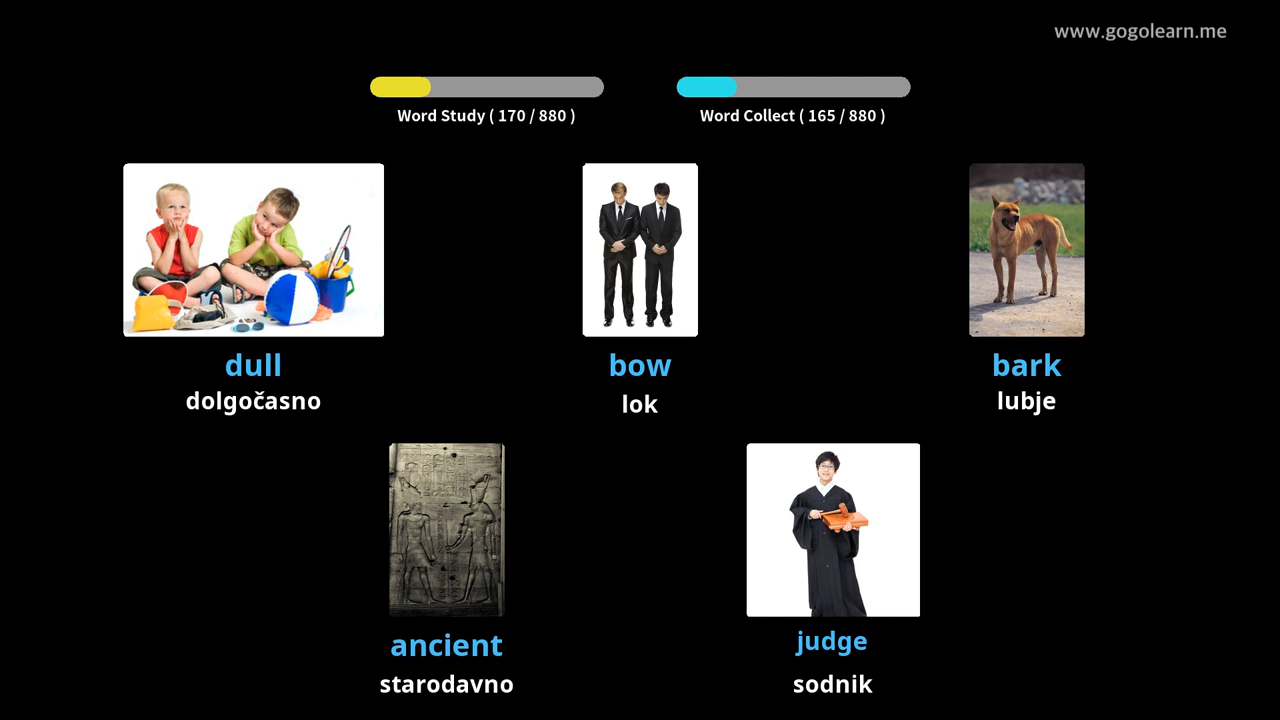 www.gogolearn.me
Word Study ( 170 / 880 )
Word Collect ( 165 / 880 )
dull
dolgočasno
bow
lok
bark
lubje
ancient
starodavno
judge
sodnik